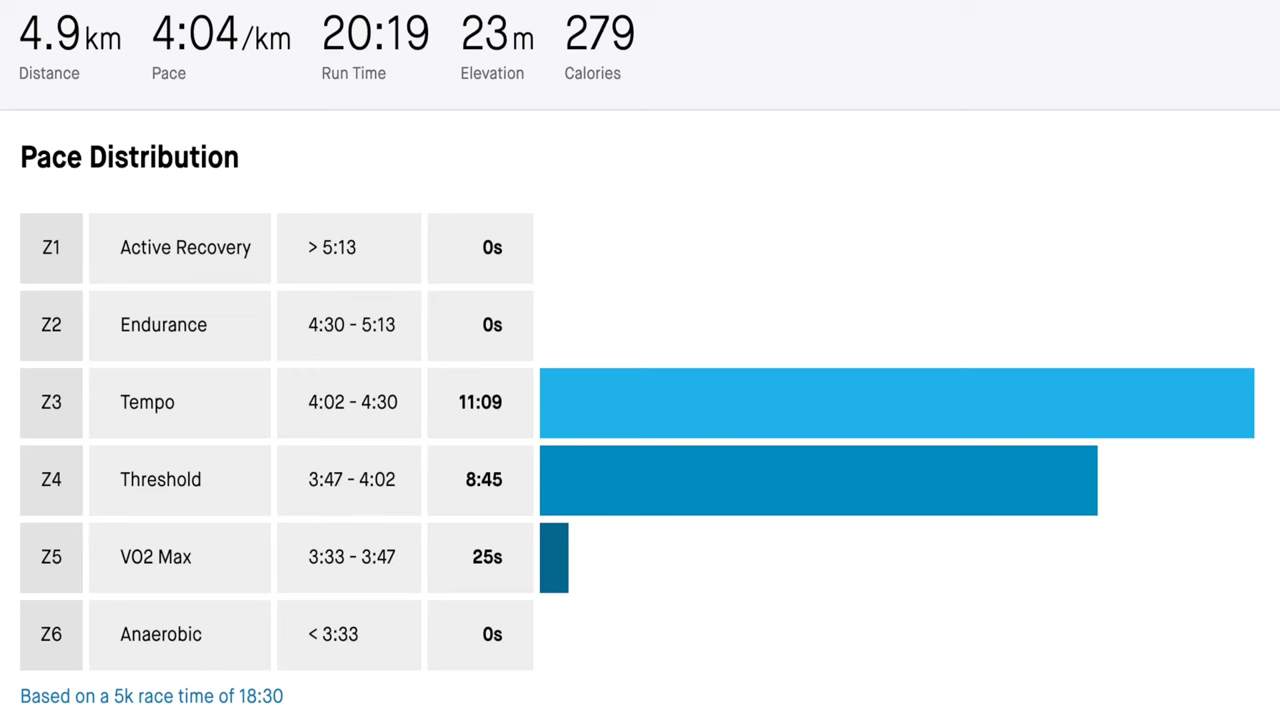 4.9 km 4:04 /km 20:19 23 m 279
Distance Pace Run Time Elevation Calories
Pace Distribution
Z1 Active Recovery > 5:13 0s
Z2 Endurance 4:30 - 5:13 0s
Z3 Tempo 4:02 - 4:30 11:09
Z4 Threshold 3:47 - 4:02 8:45
Z5 VO2 Max 3:33 - 3:47 25s
Z6 Anaerobic < 3:33 0s
Based on a 5k race time of 18:30